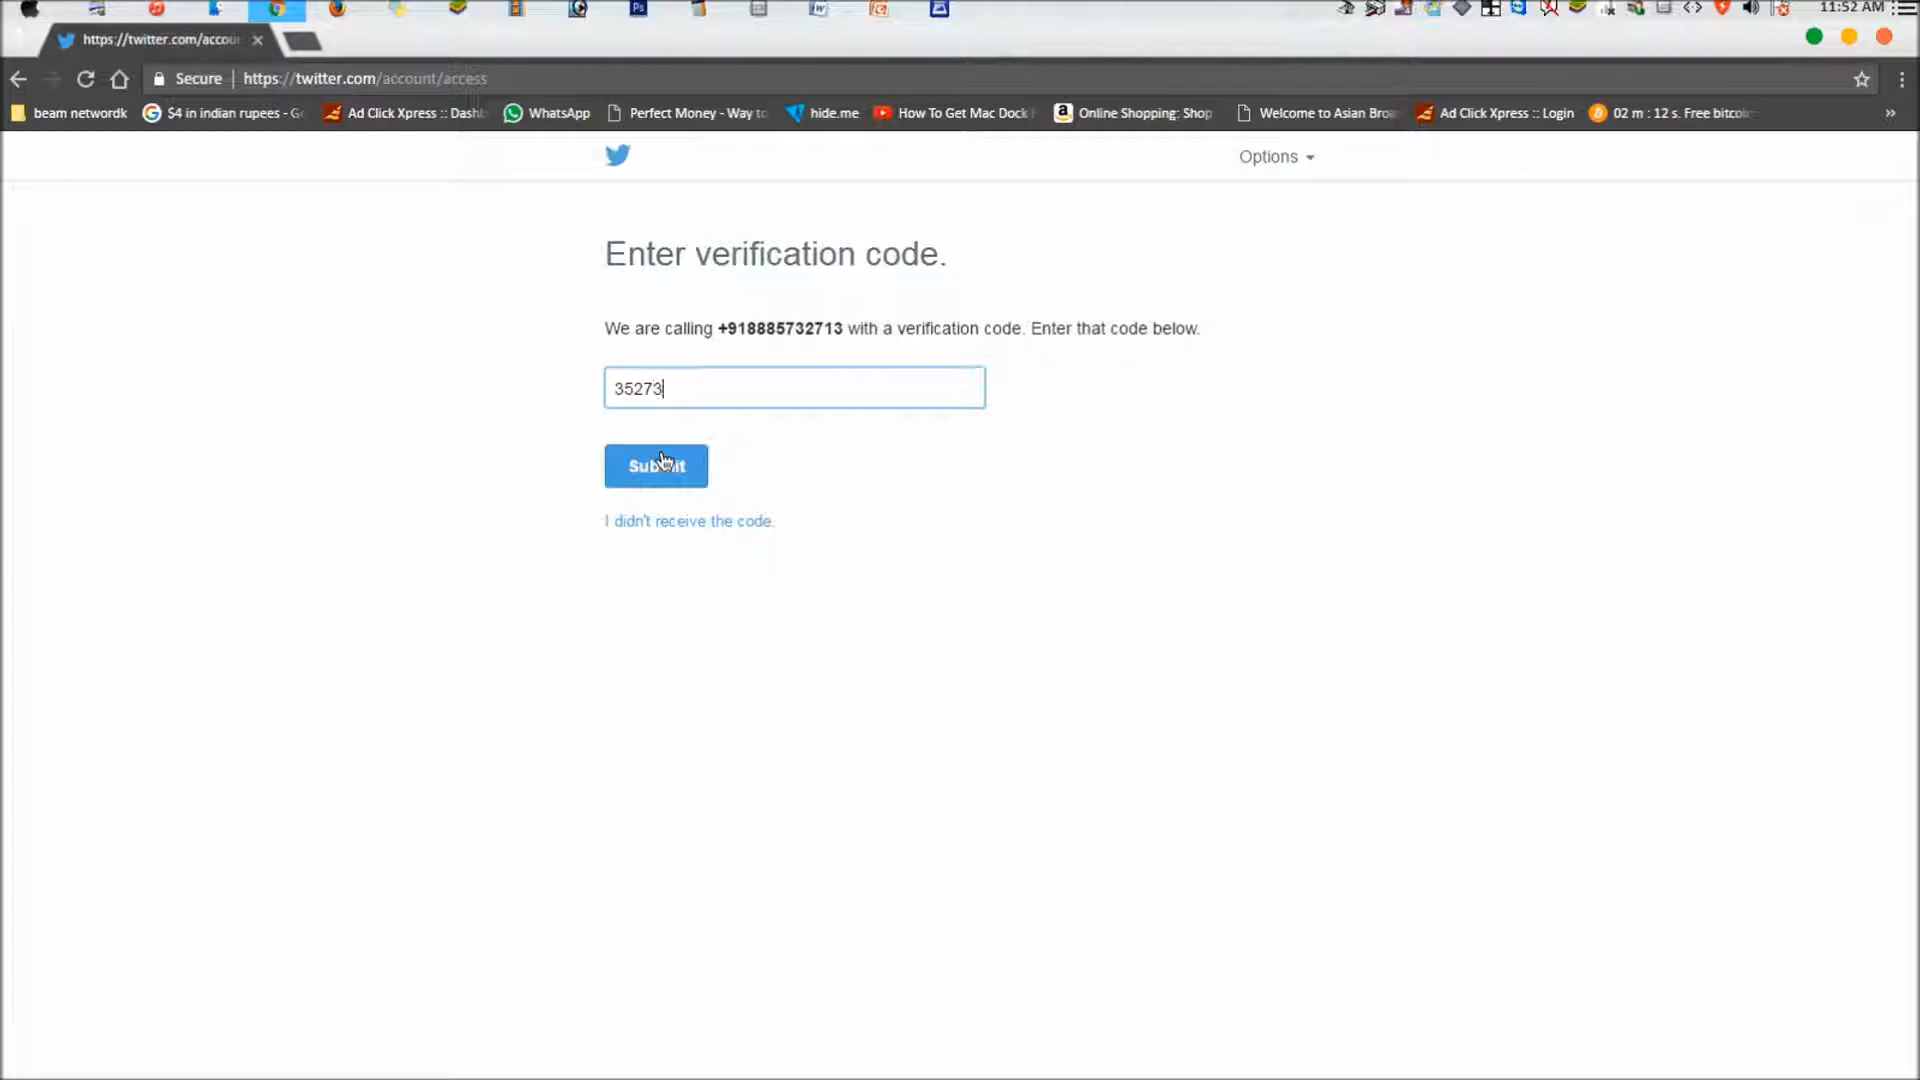 11:52 AM
https://twitter.com/accou
Secure
https://twitter.com/account/access
beam networdk
$4 in indian rupees - Go
Ad Click Xpress :: Dash
WhatsApp
Perfect Money - Way to
hide.me
How To Get Mac Dock
Online Shopping: Shop
Welcome to Asian Bro
Ad Click Xpress :: Login
02 m : 12 s. Free bitcoi
»
Options
Enter verification code.
We are calling +918885732713 with a verification code. Enter that code below.
35273
Submit
I didn't receive the code.